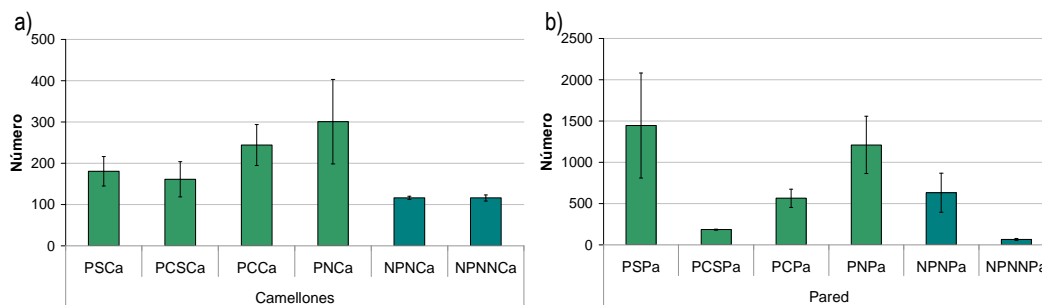 a)
500
400
300
200
100
0
Número
PSCa PCSCa PCCa PNCa NPNCa NPNNCa
Camellones
b)
2500
2000
1500
1000
500
0
Número
PSPa PCSPa PCPa PNPa NPNPa NPNNPa
Pared